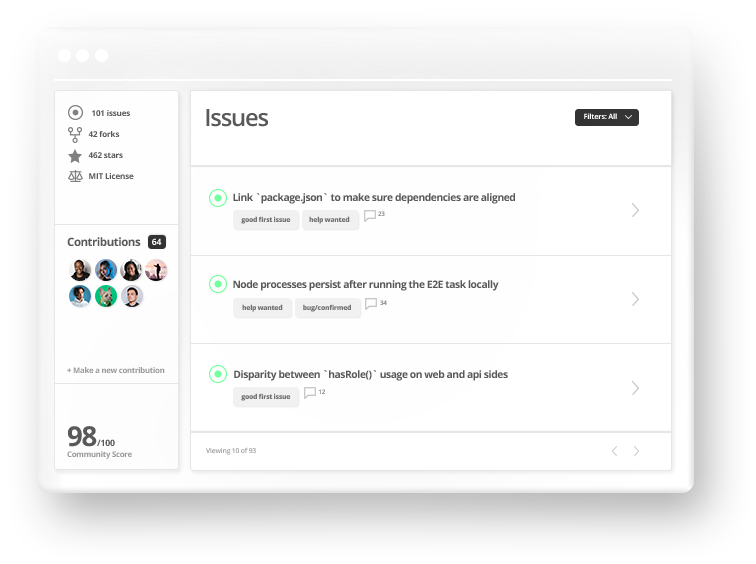 101 issues
42 forks
462 stars
MIT License
Contributions 64
+ Make a new contribution
98/100
Community Score
Issues
Filters: All
Link `package.json` to make sure dependencies are aligned
good first issue help wanted 23
Node processes persist after running the E2E task locally
help wanted bug/confirmed 34
Disparity between `hasRole()` usage on web and api sides
good first issue 12
Viewing 10 of 93